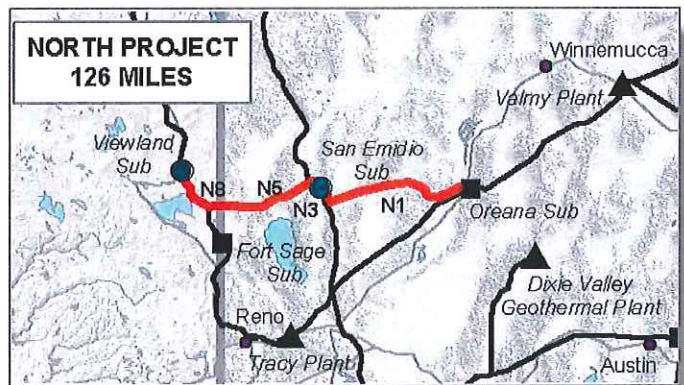 NORTH PROJECT
126 MILES
Winnemucca
Valmy Plant
Viewland
Sub
San Emidio
Sub
N8
N5
N3
N1
Oreana Sub
Fort Sage
Sub
Dixie Valley
Geothermal Plant
Reno
Tracy Plant
Austin